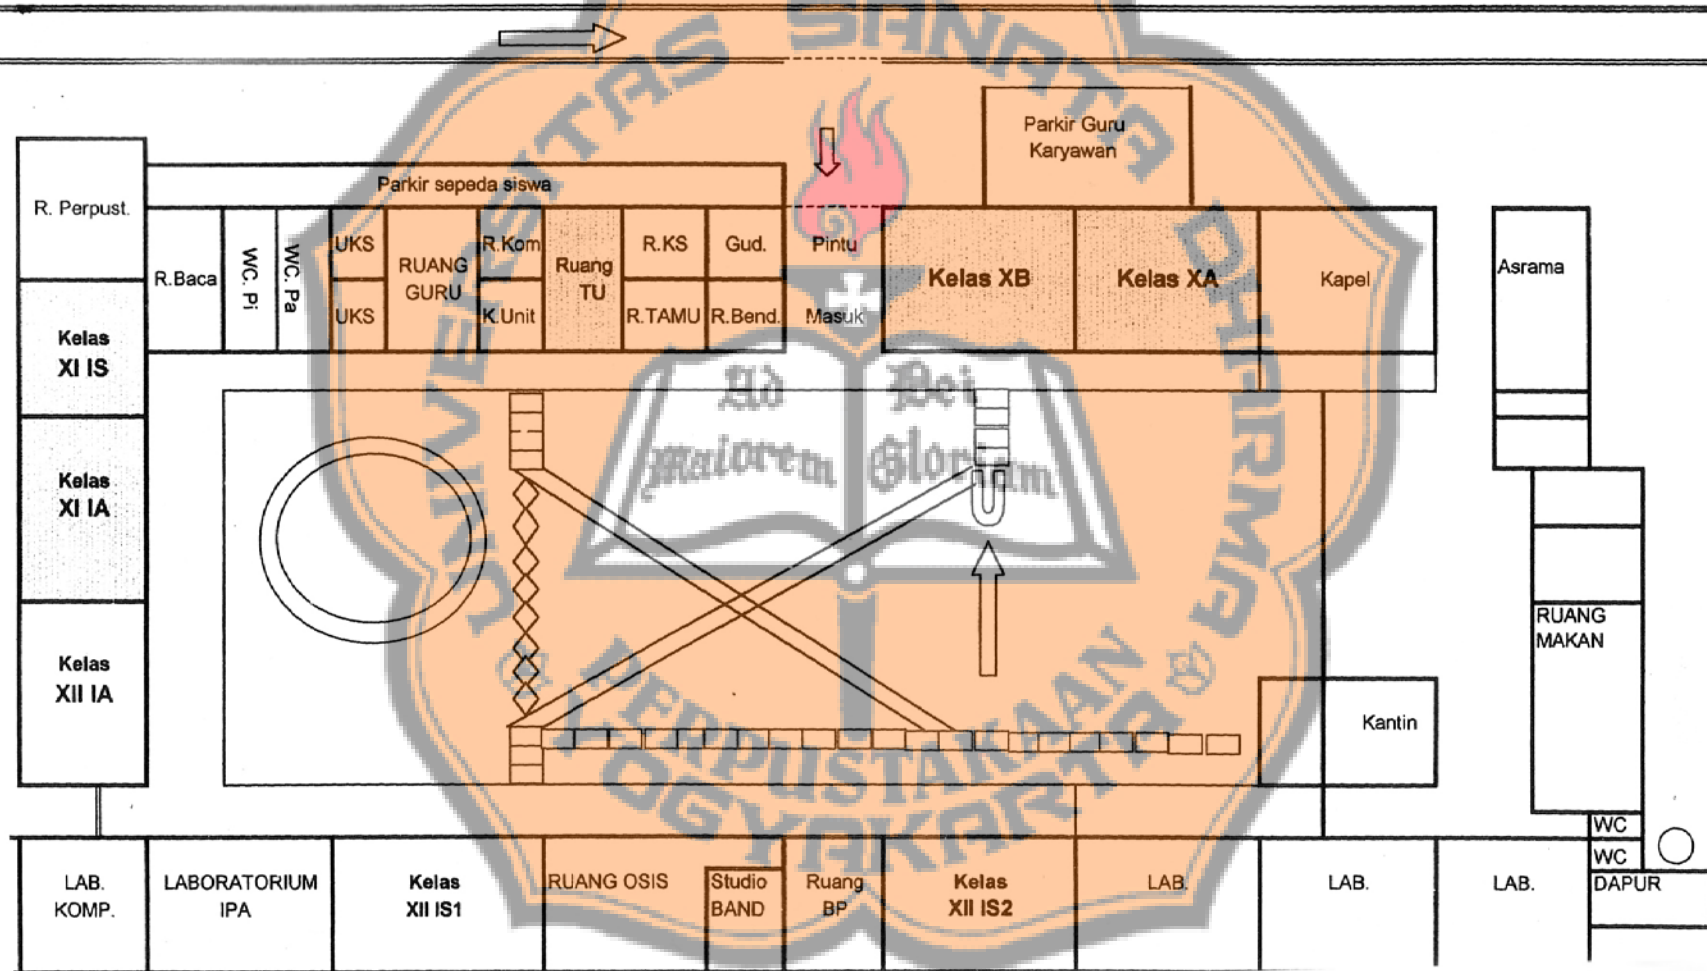 UNIVERSITAS SANATA DHARMA
Parkir Guru
Karyawan
R. Perpust.
Parkir sepeda siswa
R.Baca
WC. Pi
WC. Pa
UKS
UKS
RUANG
GURU
R.Kom
K.Unit
Ruang
TU
R.KS
R.TAMU
Gud.
R.Bend.
Pintu
Masuk
Kelas XB
Kelas XA
Kapel
Asrama
Kelas
XI IS
Kelas
XI IA
Kelas
XII IA
Ad
maiorem
Dei
Gloriam
RUANG
MAKAN
Kantin
PERPUSTAKAAN
YOGYAKARTA
WC
WC
DAPUR
LAB.
KOMP.
LABORATORIUM
IPA
Kelas
XII IS1
RUANG OSIS
Studio
BAND
Ruang
BP
Kelas
XII IS2
LAB.
LAB.
LAB.